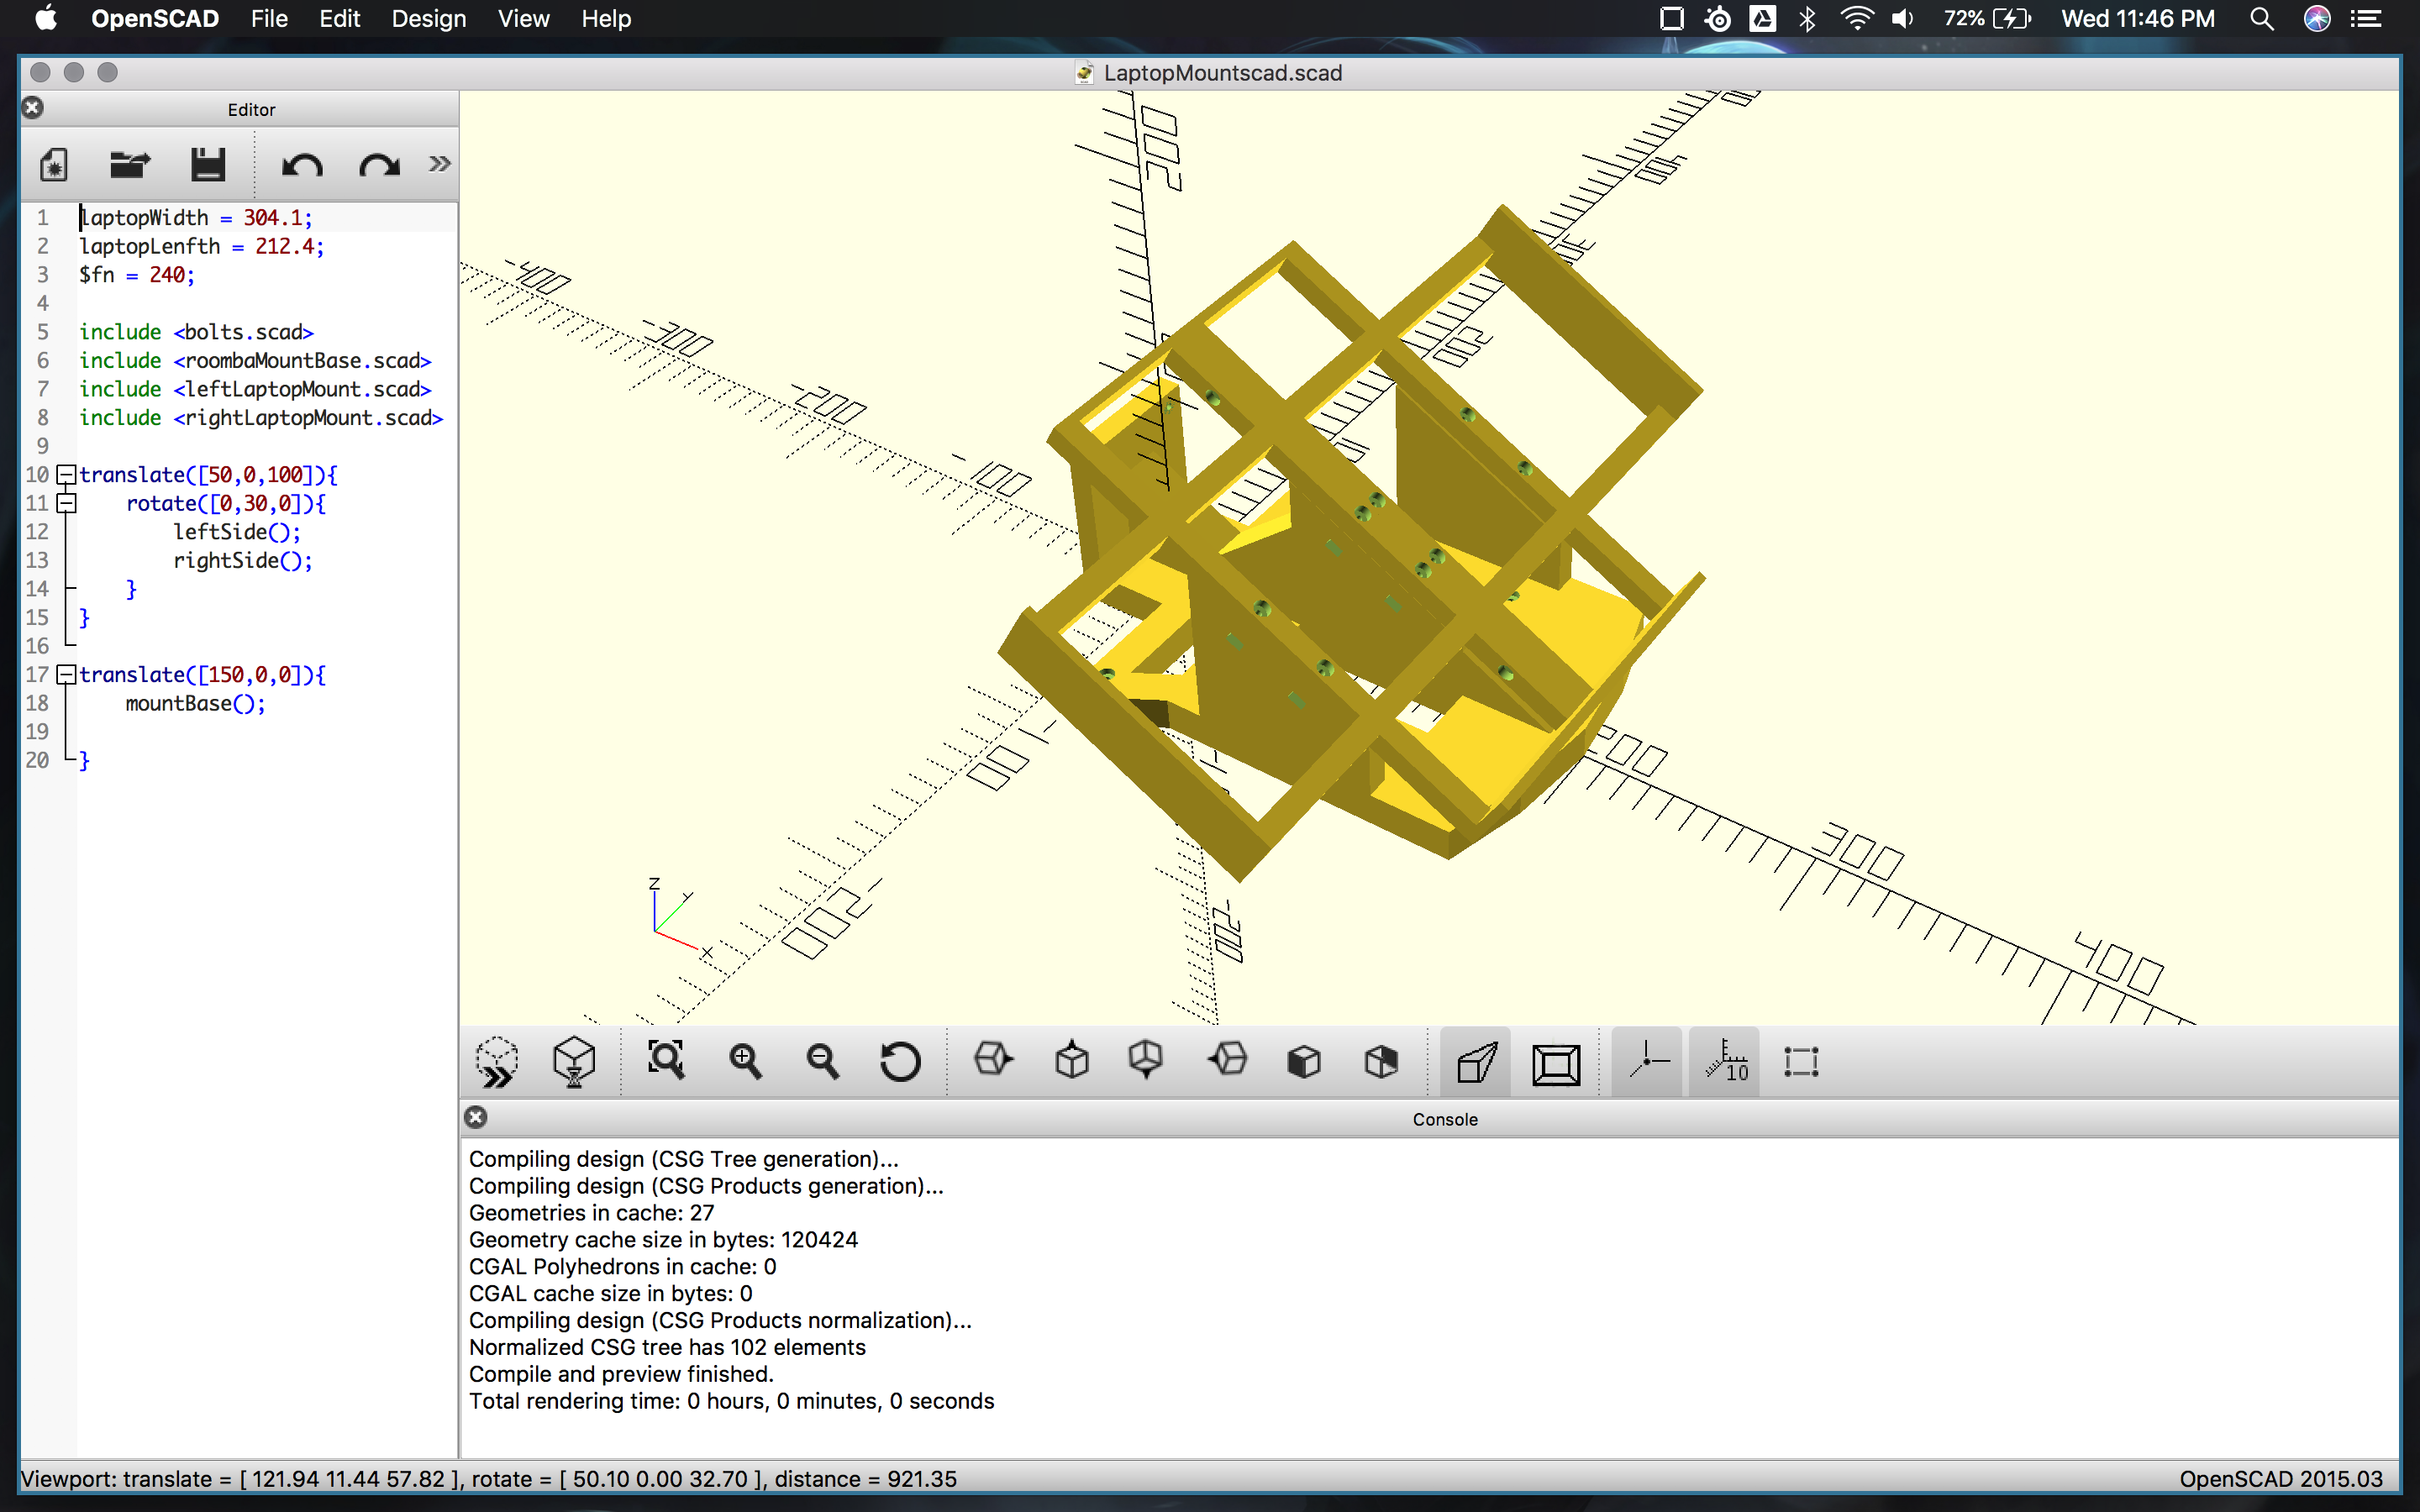 OpenSCAD File Edit Design View Help 72% Wed 11:46 PM
LaptopMountscad.scad
Editor
1 laptopWidth = 304.1;
2 laptopLenfth = 212.4;
3 $fn = 240;
4
5 include <bolts.scad>
6 include <roombaMountBase.scad>
7 include <leftLaptopMount.scad>
8 include <rightLaptopMount.scad>
9
10 translate([50,0,100]){
11 rotate([0,30,0]){
12 leftSide();
13 rightSide();
14 }
15 }
16
17 translate([150,0,0]){
18 mountBase();
19
20 }
200
400
-400
-300
200
-200
-100
200
300
-100
400
-200
Z
Y
X
10
Console
Compiling design (CSG Tree generation)...
Compiling design (CSG Products generation)...
Geometries in cache: 27
Geometry cache size in bytes: 120424
CGAL Polyhedrons in cache: 0
CGAL cache size in bytes: 0
Compiling design (CSG Products normalization)...
Normalized CSG tree has 102 elements
Compile and preview finished.
Total rendering time: 0 hours, 0 minutes, 0 seconds
Viewport: translate = [ 121.94 11.44 57.82 ], rotate = [ 50.10 0.00 32.70 ], distance = 921.35 OpenSCAD 2015.03